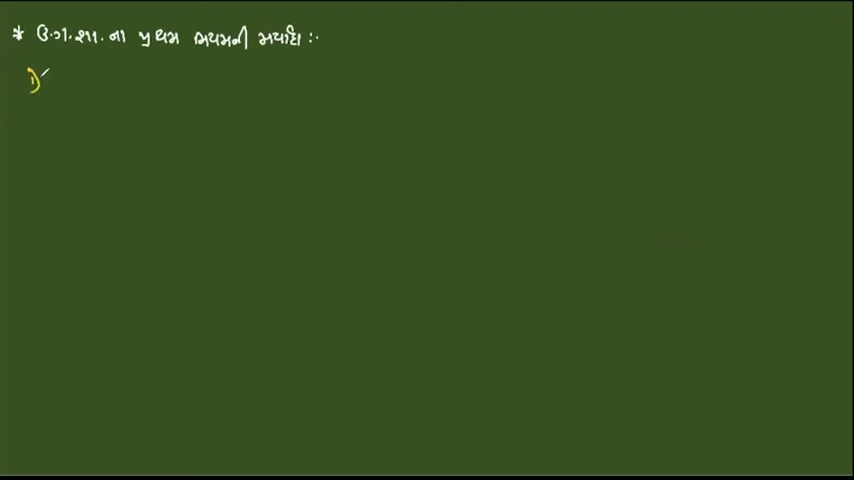 * ઉ.ગ.શા. ના પ્રથમ નિયમની મર્યાદા :-
1)